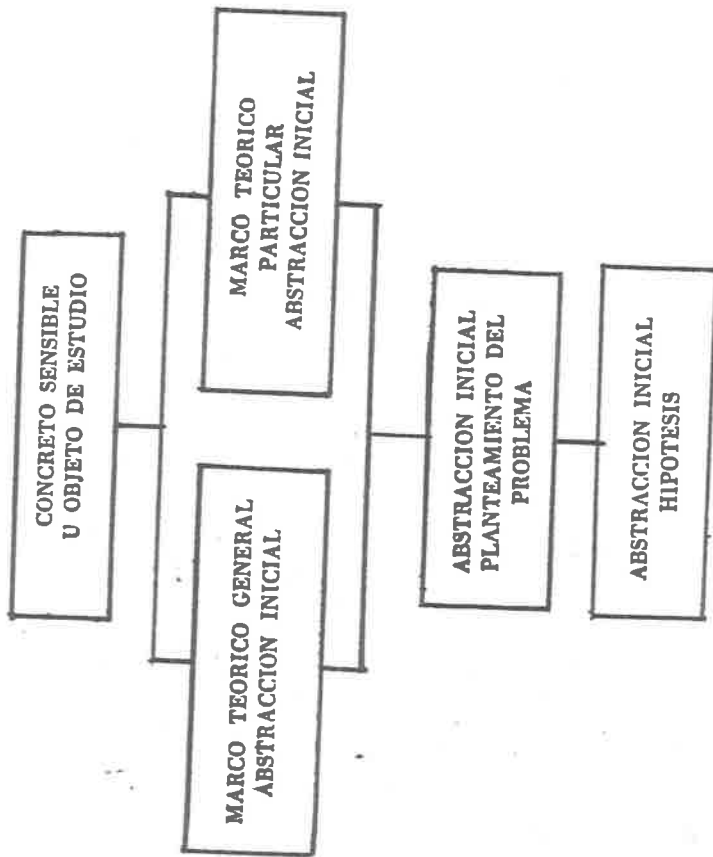 CONCRETO SENSIBLE
U OBJETO DE ESTUDIO
MARCO TEORICO GENERAL
ABSTRACCION INICIAL
MARCO TEORICO
PARTICULAR
ABSTRACCION INICIAL
ABSTRACCION INICIAL
PLANTEAMIENTO DEL
PROBLEMA
ABSTRACCION INICIAL
HIPOTESIS